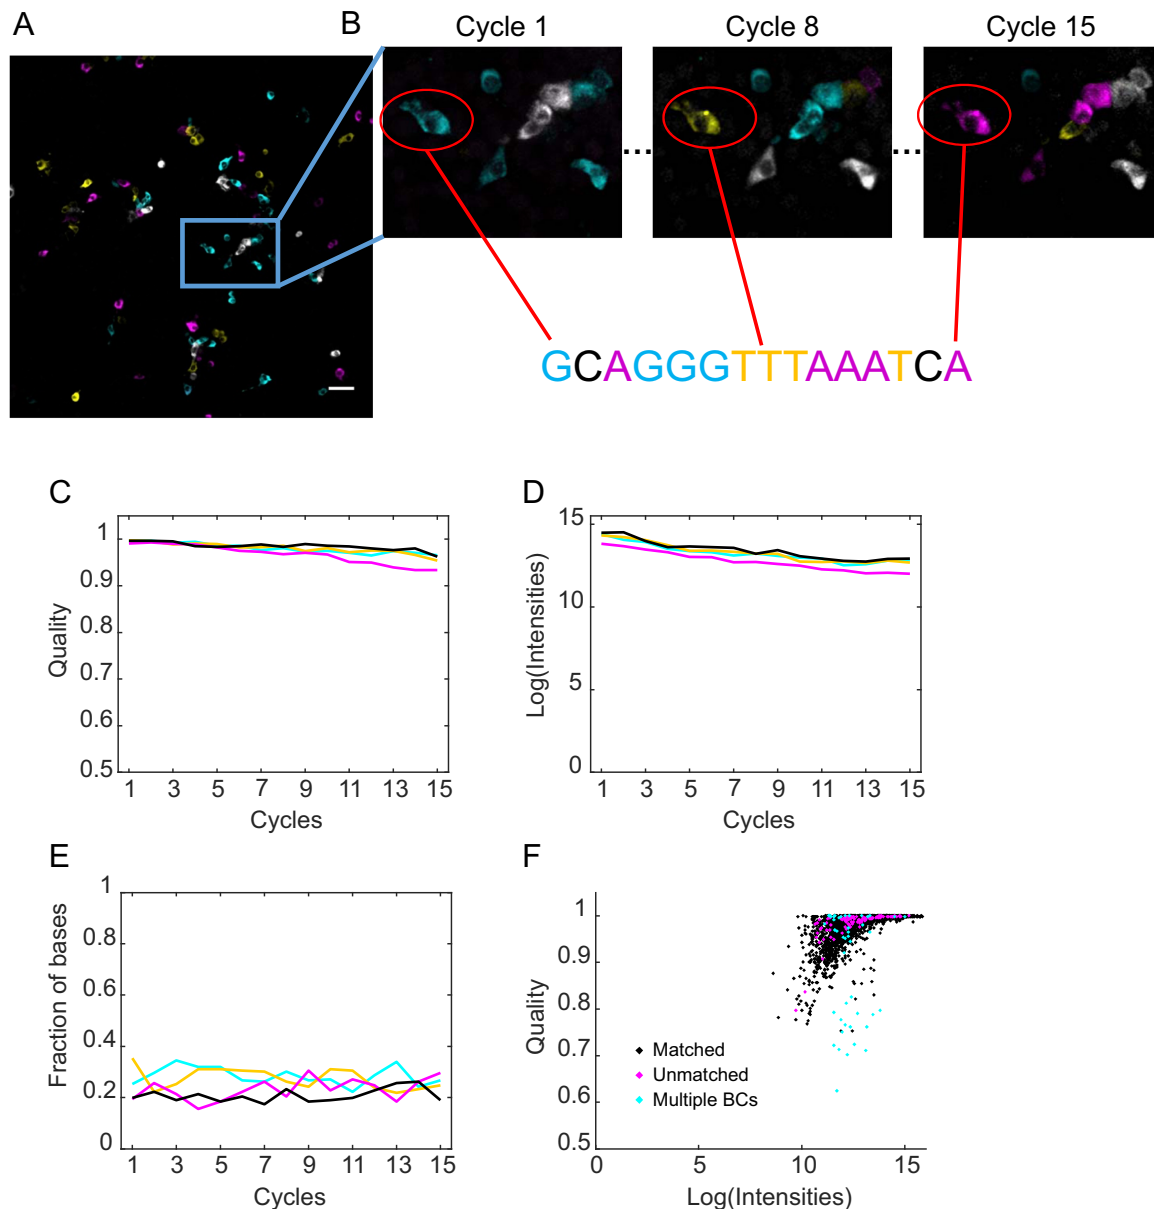 A
B
Cycle 1
Cycle 8
Cycle 15
...
...
GCAGGGTTTAAATCA
C
Quality
1
0.9
0.8
0.7
0.6
0.5
1 3 5 7 9 11 13 15
Cycles
D
Log(Intensities)
15
10
5
0
1 3 5 7 9 11 13 15
Cycles
E
Fraction of bases
1
0.8
0.6
0.4
0.2
0
1 3 5 7 9 11 13 15
Cycles
F
Quality
1
0.9
0.8
0.7
0.6
0.5
Matched
Unmatched
Multiple BCs
0 5 10 15
Log(Intensities)